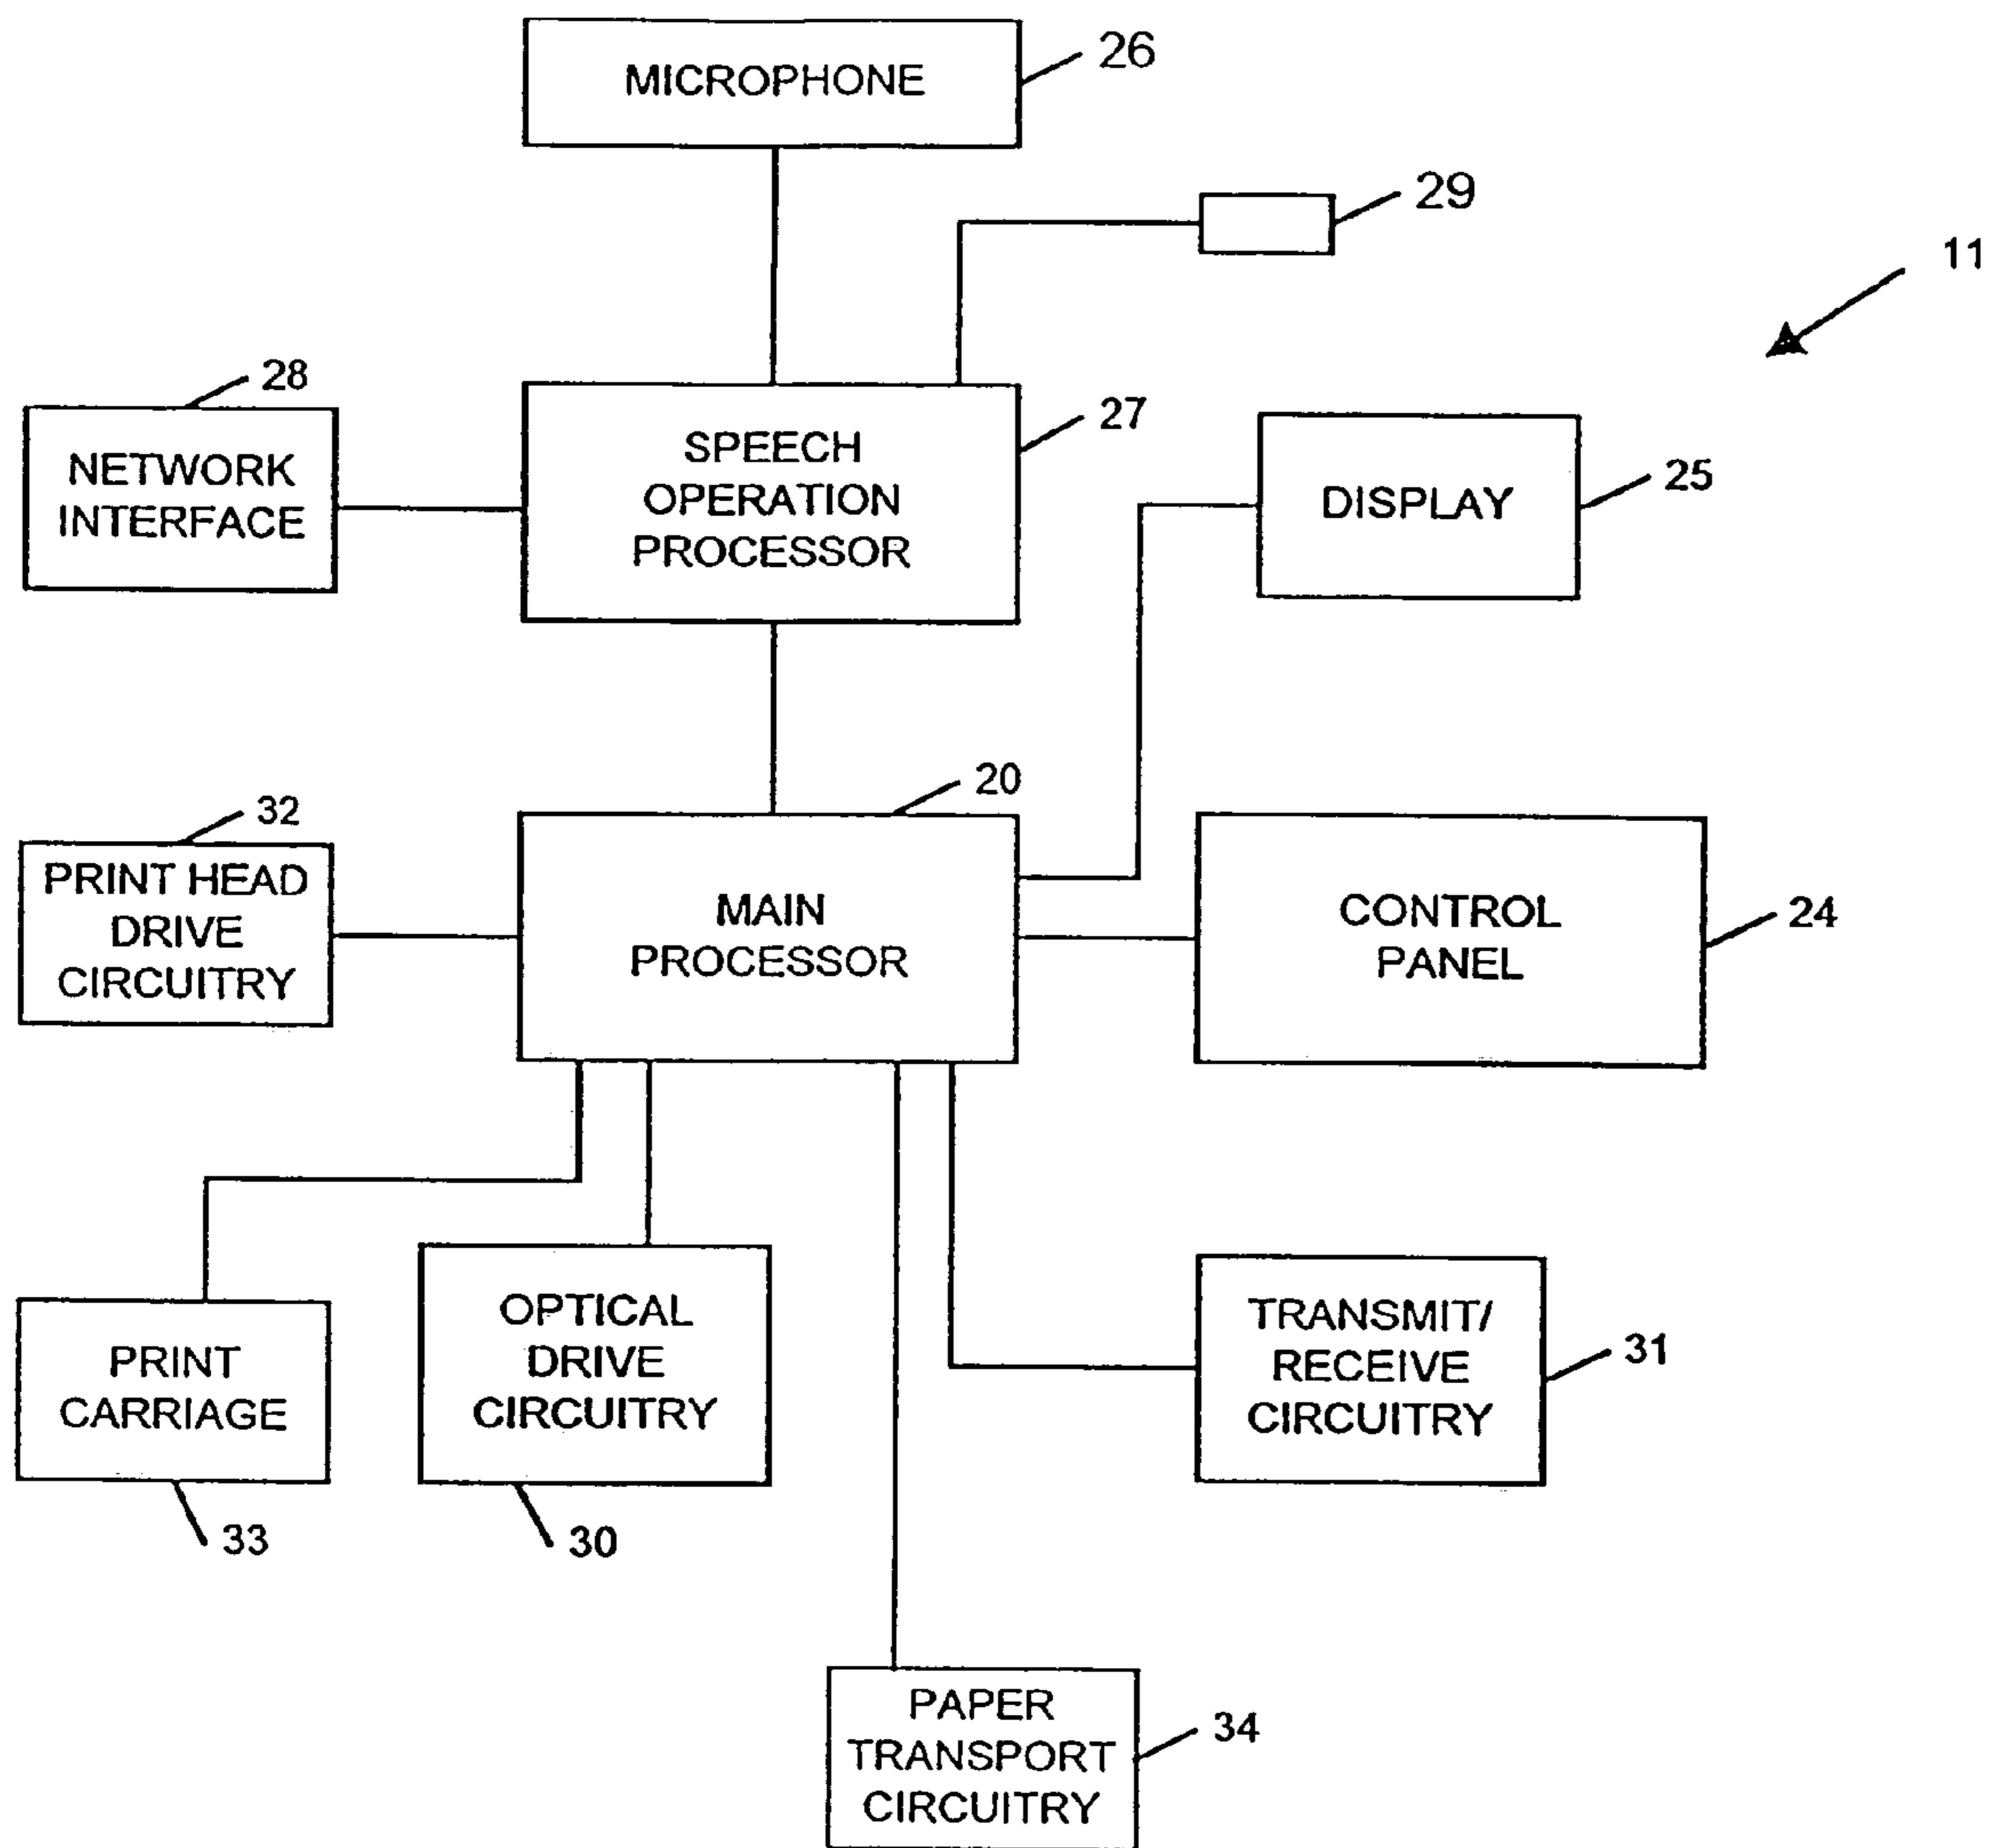 MICROPHONE
26
29
11
28
NETWORK
INTERFACE
SPEECH
OPERATION
PROCESSOR
27
DISPLAY
25
32
PRINT HEAD
DRIVE
CIRCUITRY
20
MAIN
PROCESSOR
CONTROL
PANEL
24
PRINT
CARRIAGE
33
OPTICAL
DRIVE
CIRCUITRY
30
TRANSMIT/
RECEIVE
CIRCUITRY
31
PAPER
TRANSPORT
CIRCUITRY
34